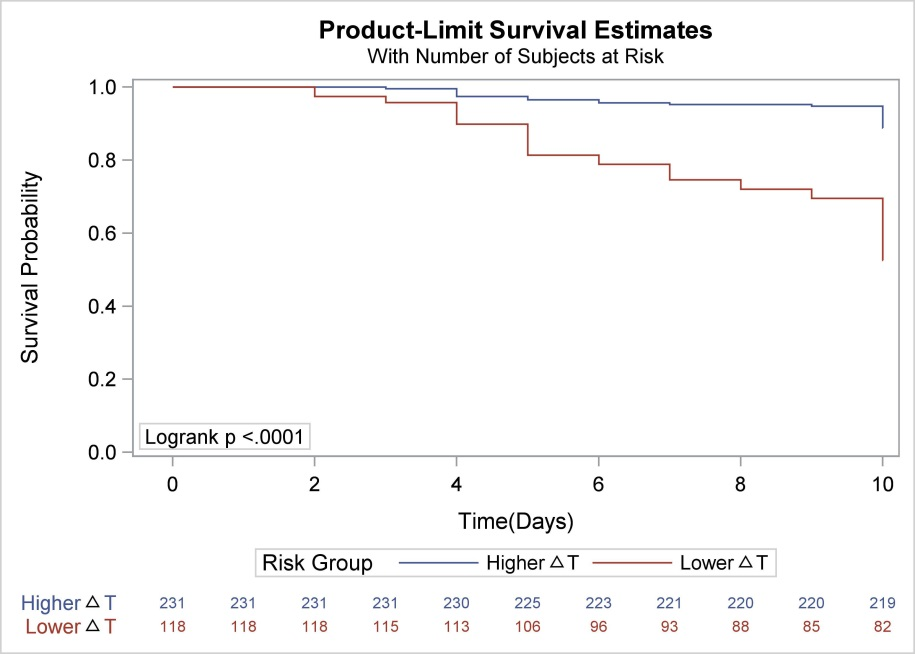 Product-Limit Survival Estimates
With Number of Subjects at Risk
Survival Probability
1.0
0.8
0.6
0.4
0.2
0.0
Logrank p <.0001
0 2 4 6 8 10
Time(Days)
Risk Group Higher △ T Lower △ T
Higher △ T 231 231 231 231 230 225 223 221 220 220 219
Lower △ T 118 118 118 115 113 106 96 93 88 85 82